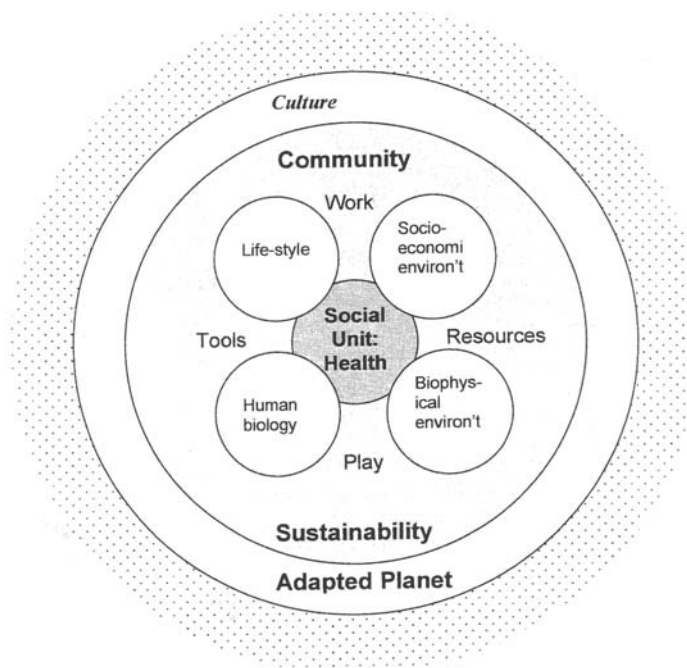 Culture
Community
Work
Life-style
Socio-
economi
environ't
Social
Unit:
Health
Tools
Resources
Human
biology
Biophys-
ical
environ't
Play
Sustainability
Adapted Planet